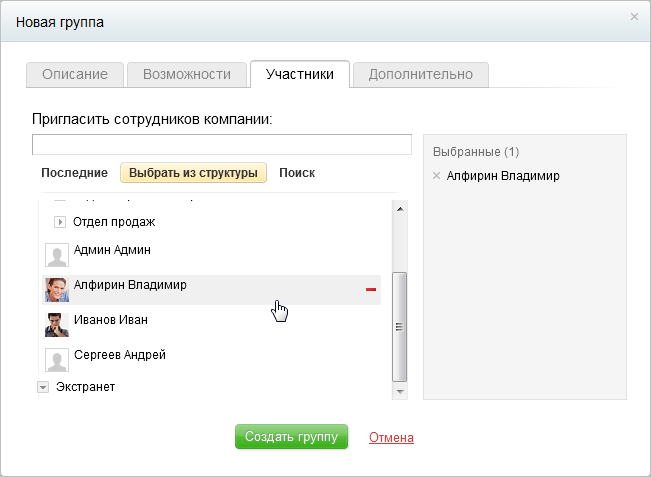 Новая группа
Описание
Возможности
Участники
Дополнительно
Пригласить сотрудников компании:
Последние
Выбрать из структуры
Поиск
Отдел продаж
Админ Админ
Алфирин Владимир
Иванов Иван
Сергеев Андрей
Экстранет
Выбранные (1)
Алфирин Владимир
Создать группу
Отмена